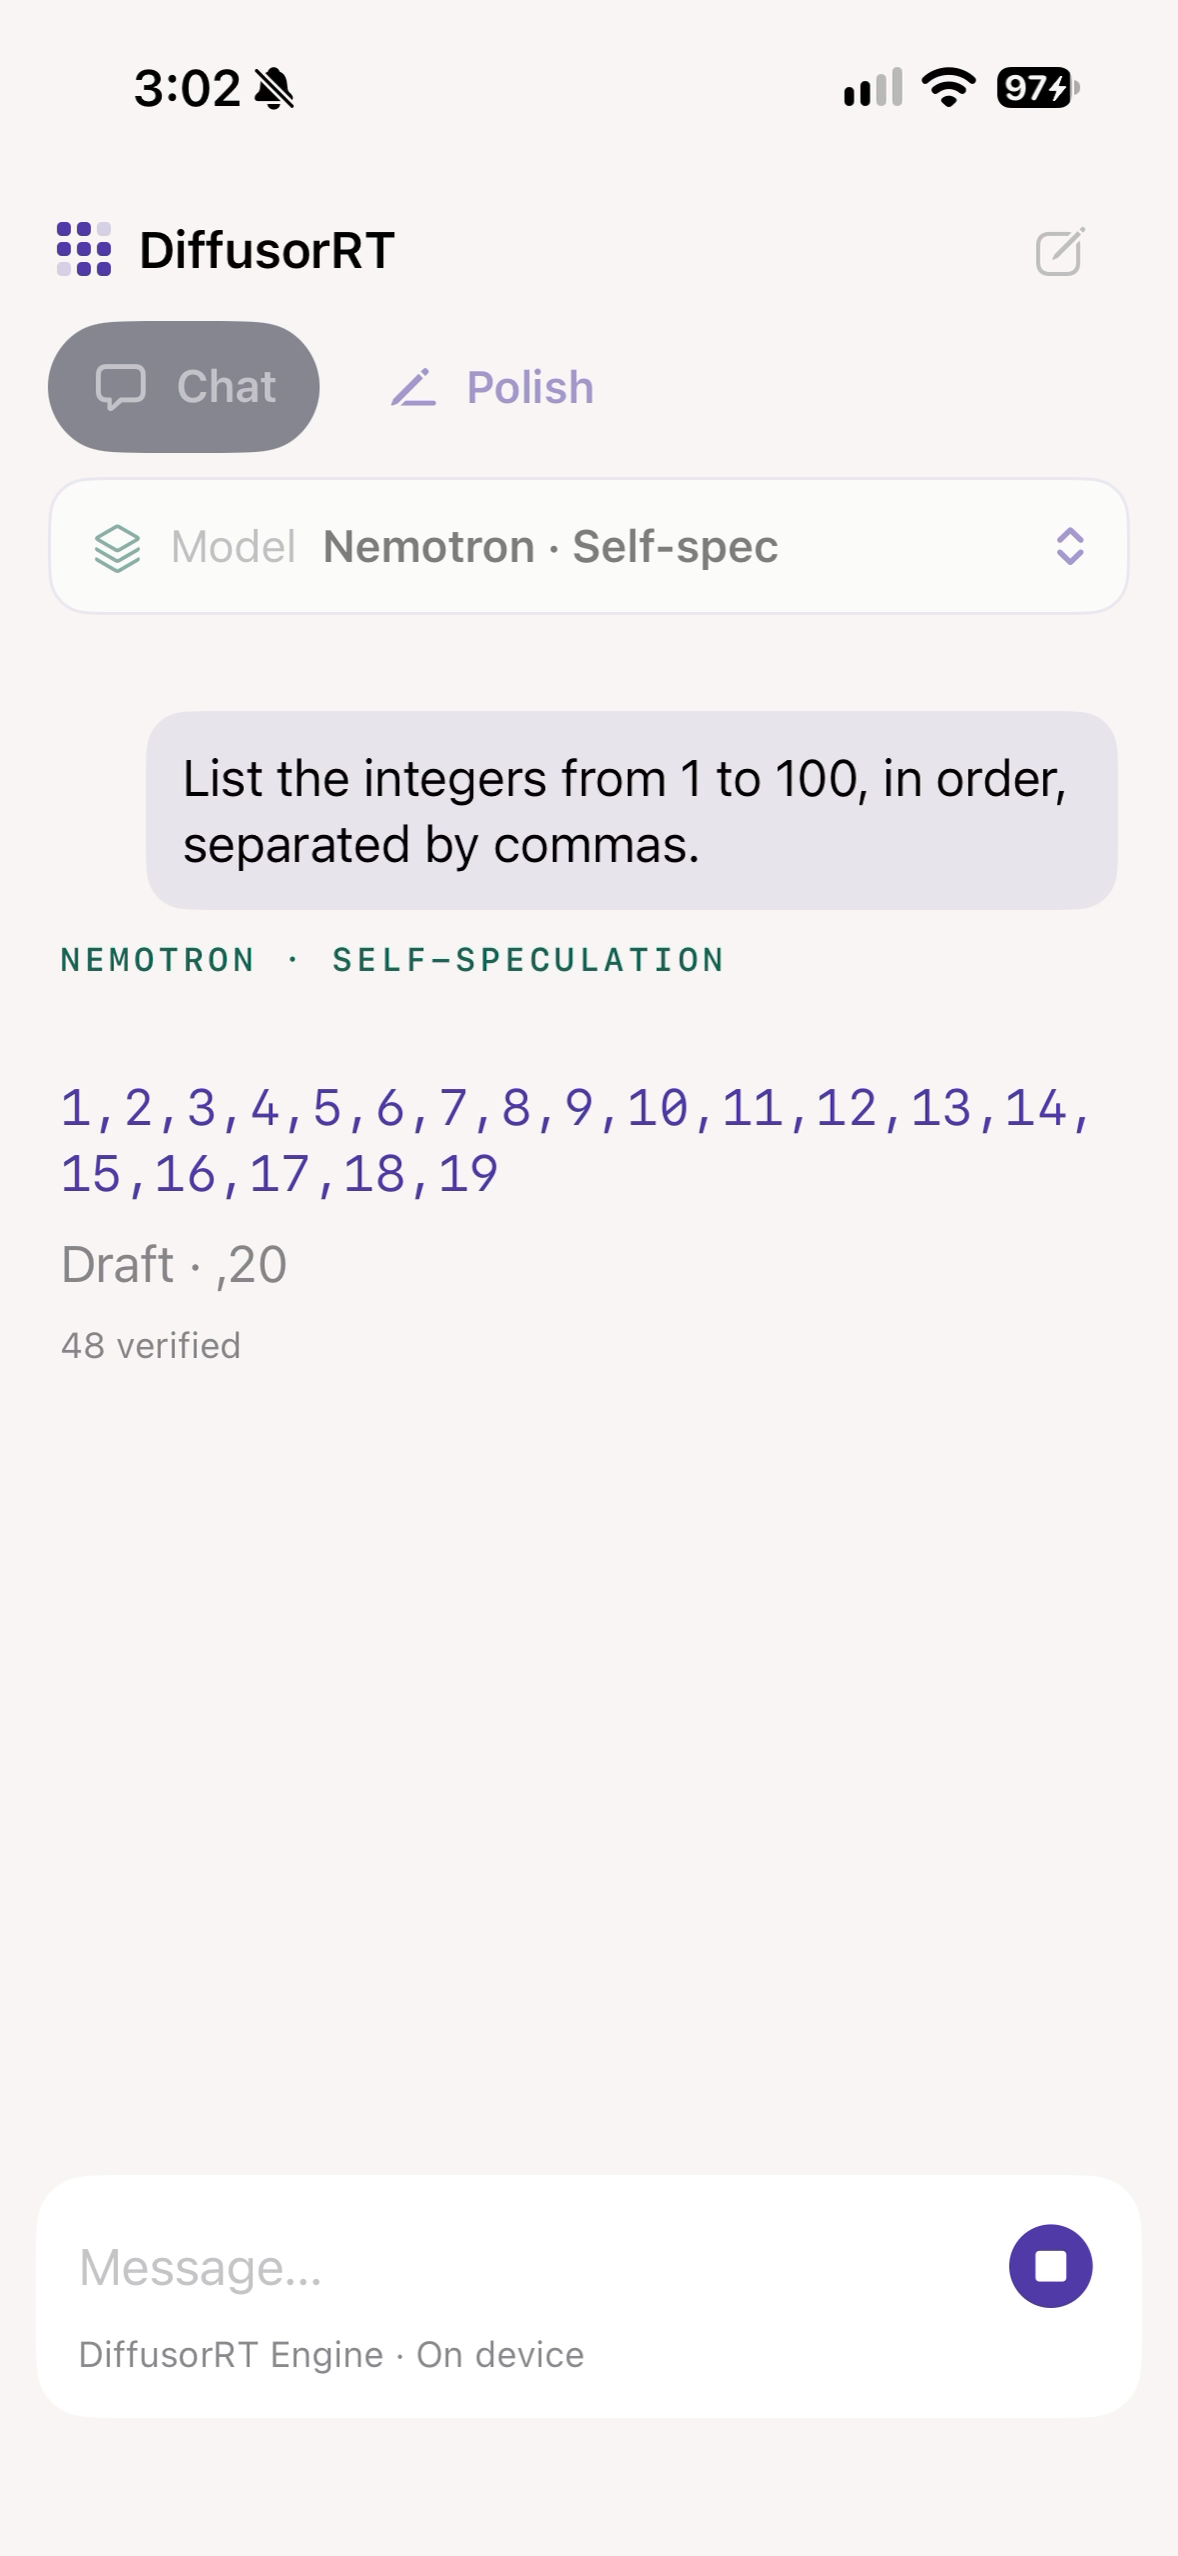 3:02
97
DiffusorRT
Chat
Polish
Model Nemotron · Self-spec
List the integers from 1 to 100, in order,
separated by commas.
NEMOTRON · SELF–SPECULATION
1,2,3,4,5,6,7,8,9,10,11,12,13,14,
15,16,17,18,19
Draft · ,20
48 verified
Message...
DiffusorRT Engine · On device